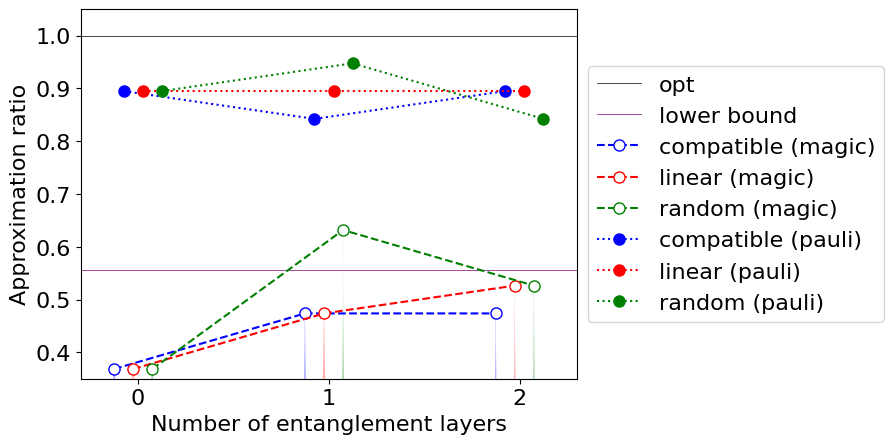 1.0
0.9
0.8
0.7
0.6
0.5
0.4
Approximation ratio
0
1
2
Number of entanglement layers
opt
lower bound
compatible (magic)
linear (magic)
random (magic)
compatible (pauli)
linear (pauli)
random (pauli)